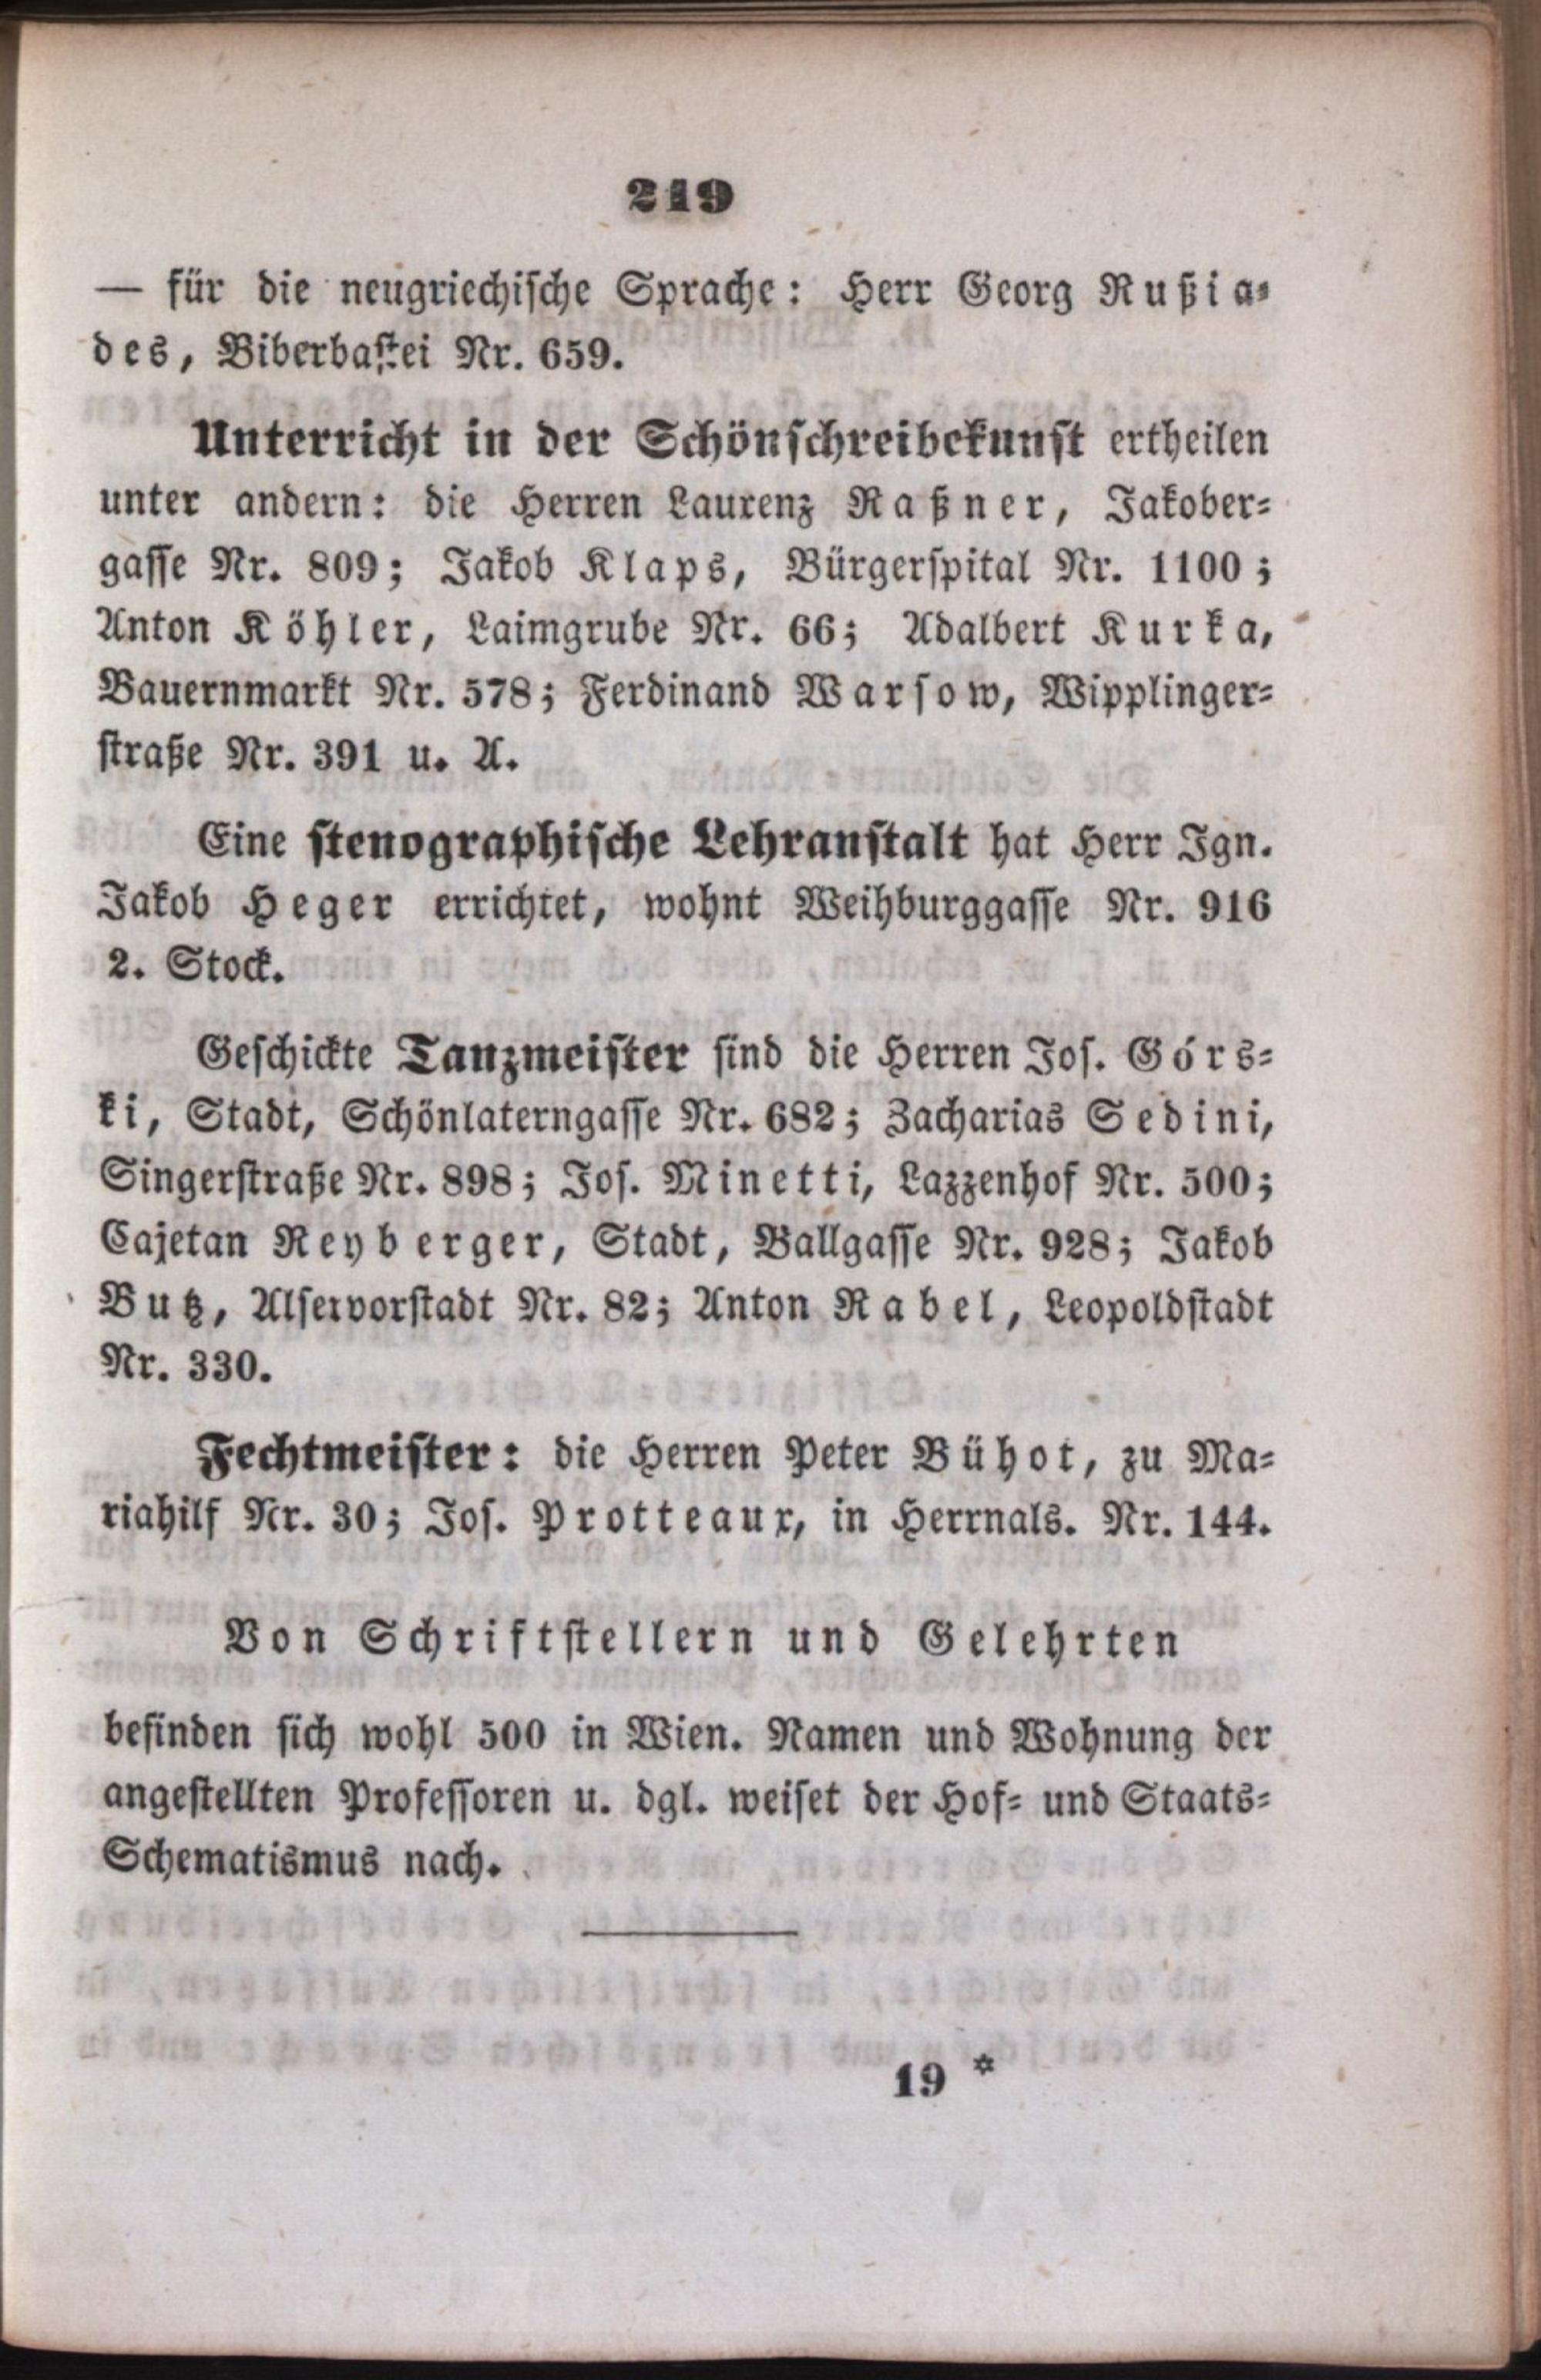 219
— für die neugriechische Sprache: Herr Georg Rußia-
des, Biberbastei Nr. 659.
Unterricht in der Schönschreibekunst ertheilen
unter andern: die Herren Laurenz Raßner, Jakober-
gasse Nr. 809; Jakob Klaps, Bürgerspital Nr. 1100;
Anton Köhler, Laimgrube Nr. 66; Adalbert Kurka,
Bauernmarkt Nr. 578; Ferdinand Warsow, Wipplinger-
straße Nr. 391 u. A.
Eine stenographische Lehranstalt hat Herr Ign.
Jakob Heger errichtet, wohnt Weihburggasse Nr. 916
2. Stock.
Geschickte Tanzmeister sind die Herren Jos. Górs-
ki, Stadt, Schönlaterngasse Nr. 682; Zacharias Sedini,
Singerstraße Nr. 898; Jos. Minetti, Lazzenhof Nr. 500;
Cajetan Reyberger, Stadt, Ballgasse Nr. 928; Jakob
Butz, Alservorstadt Nr. 82; Anton Rabel, Leopoldstadt
Nr. 330.
Fechtmeister: die Herren Peter Bühot, zu Ma-
riahilf Nr. 30; Jos. Protteaux, in Herrnals. Nr. 144.
Von Schriftstellern und Gelehrten
befinden sich wohl 500 in Wien. Namen und Wohnung der
angestellten Professoren u. dgl. weiset der Hof- und Staats-
Schematismus nach.
19 *